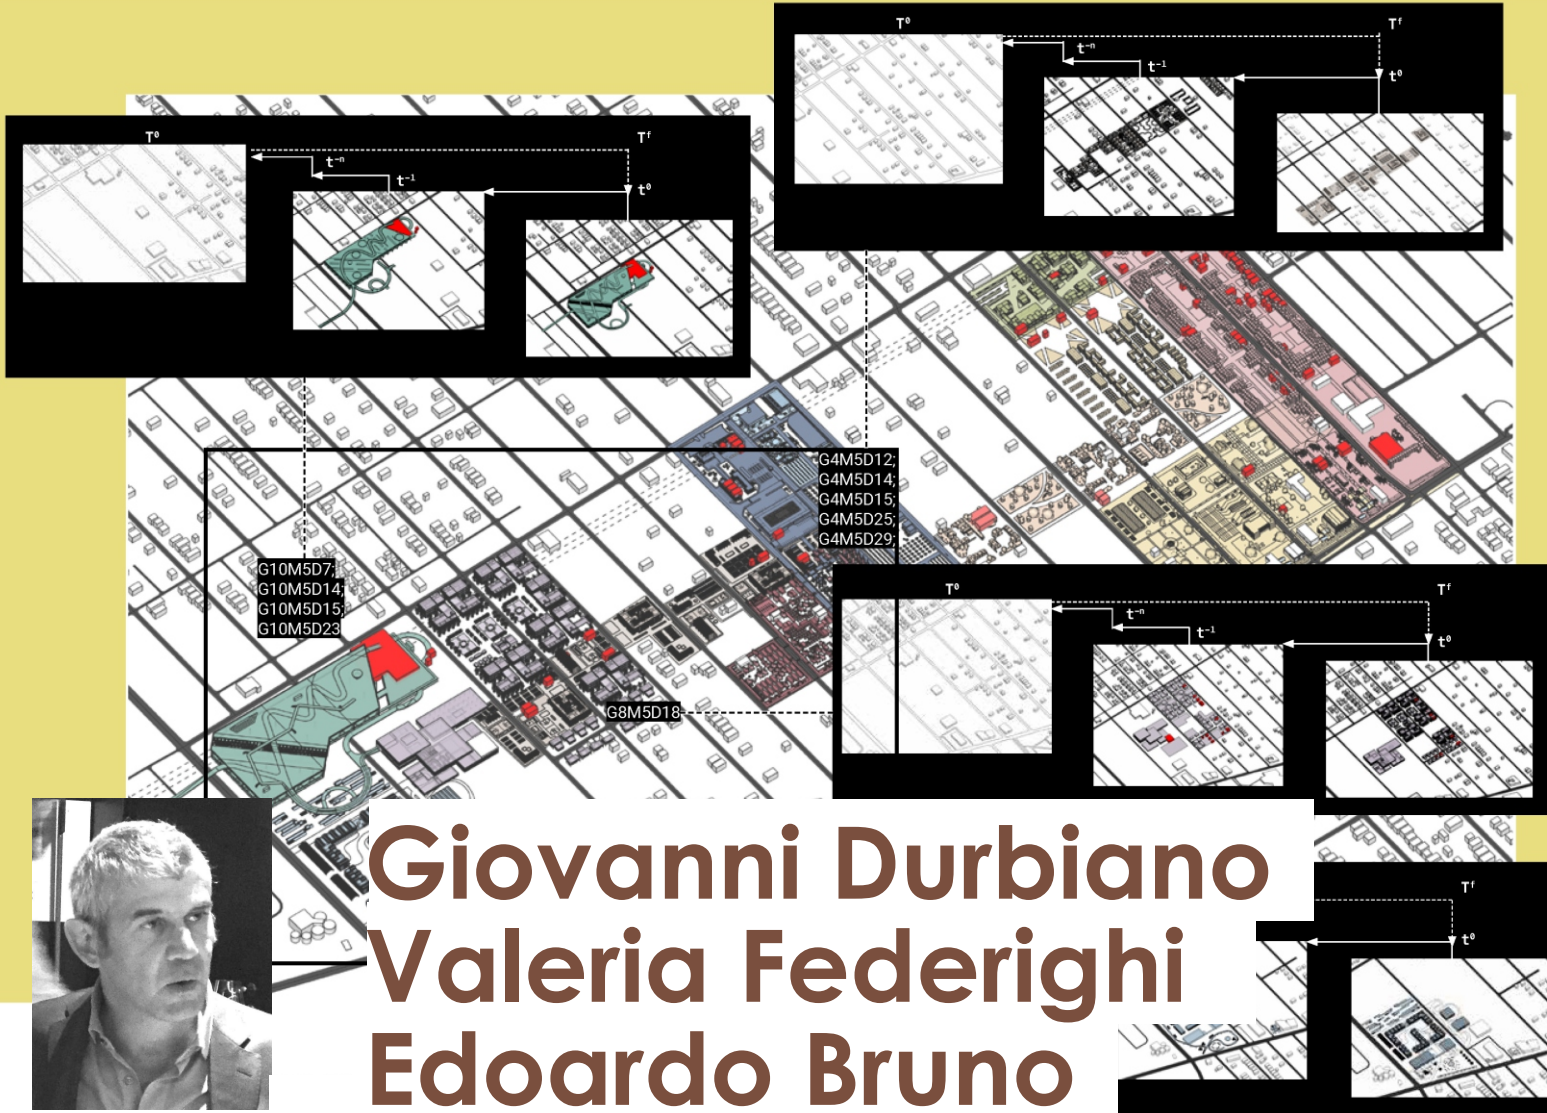 T⁰
Tᶠ
t⁻ⁿ
t⁻¹
t⁰
T⁰
Tᶠ
t⁻ⁿ
t⁻¹
t⁰
G4M5D12;
G4M5D14;
G4M5D15;
G4M5D25;
G4M5D29;
G10M5D7;
G10M5D14;
G10M5D15;
G10M5D23
T⁰
Tᶠ
t⁻ⁿ
t⁻¹
t⁰
G8M5D18
Giovanni Durbiano
Valeria Federighi
Edoardo Bruno
Tᶠ
t⁰